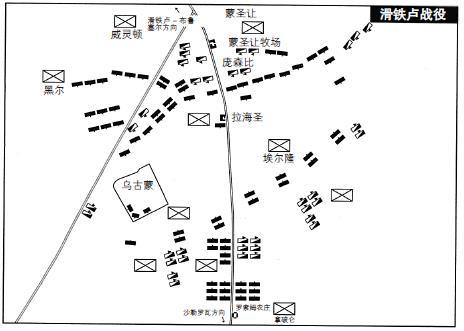 滑铁卢战役
蒙圣让
滑铁卢－布鲁
塞尔方向
威灵顿
蒙圣让牧场
庞森比
黑尔
拉海圣
埃尔隆
乌古蒙
沙勒罗瓦方向
罗索姆农庄
拿破仑